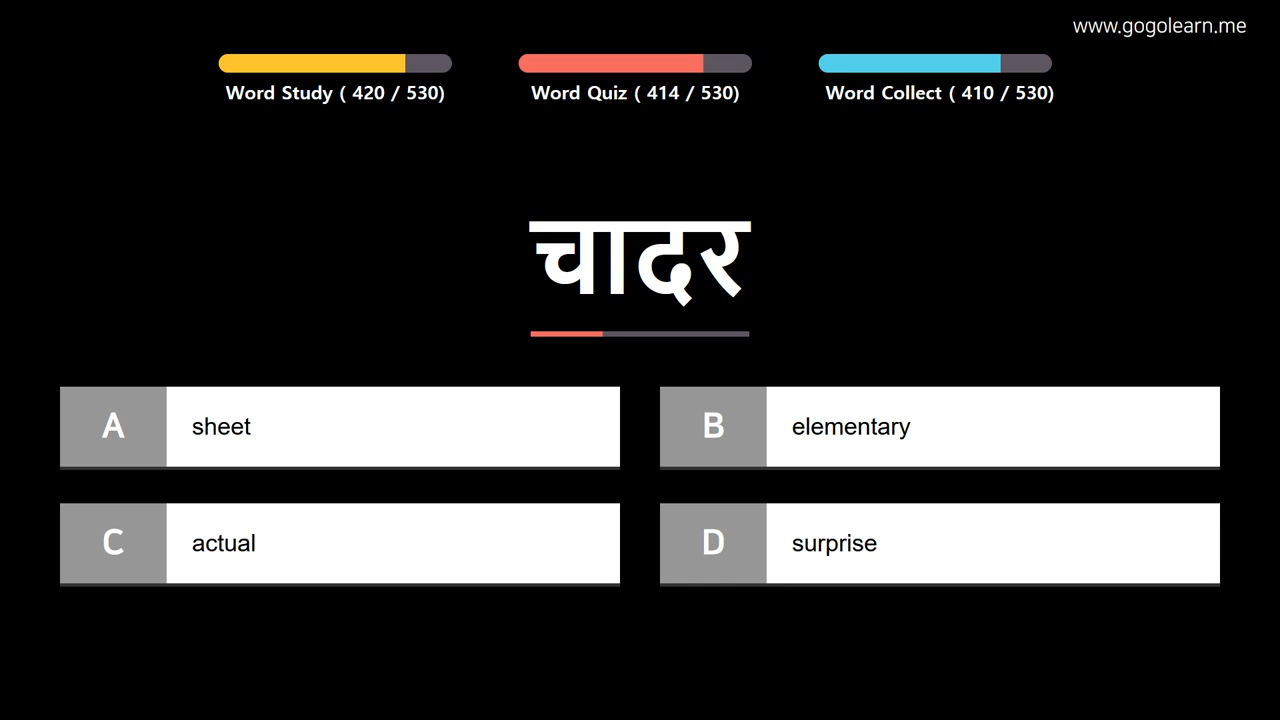 www.gogolearn.me
Word Study ( 420 / 530)
Word Quiz ( 414 / 530)
Word Collect ( 410 / 530)
चादर
A sheet
B elementary
C actual
D surprise